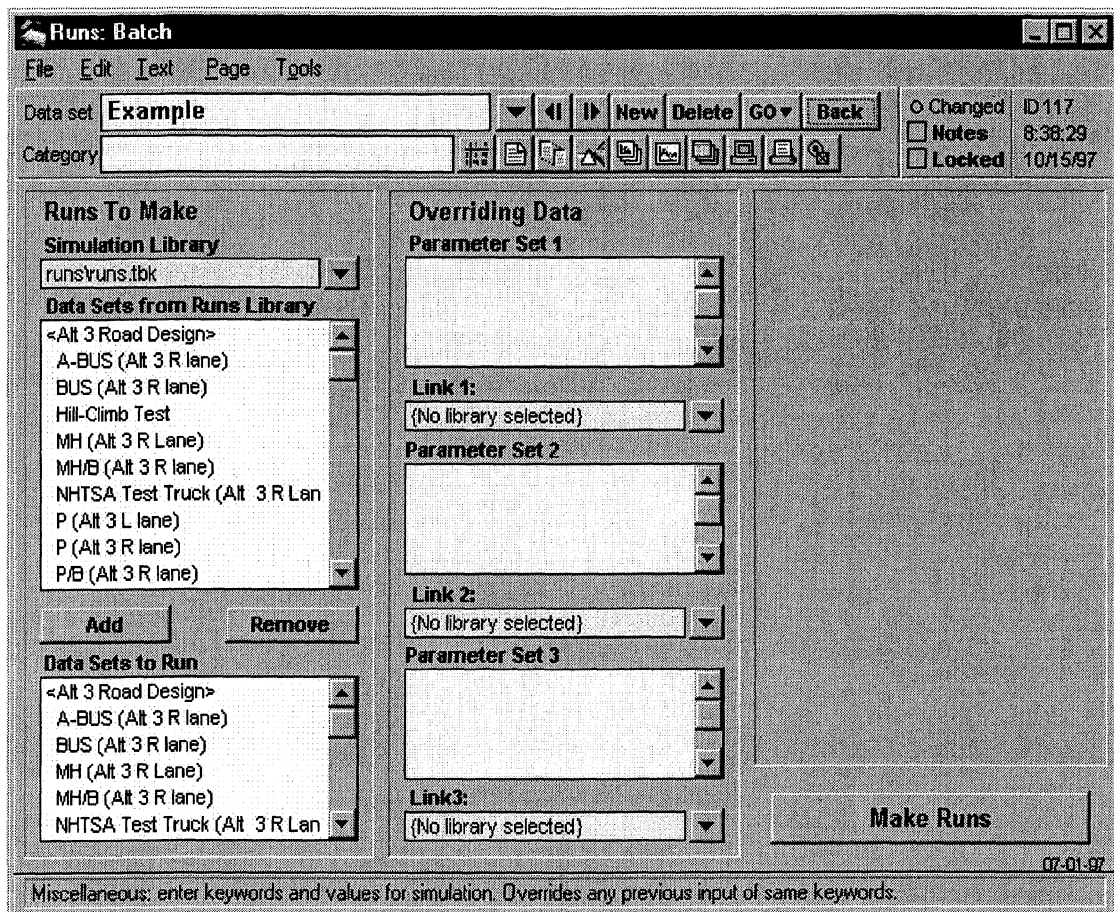 Runs: Batch
File Edit Text Page Tools
Data set Example New Delete GO Back
Category
Changed ID 117
Notes 8:38:29
Locked 10/15/97
Runs To Make
Simulation Library
runs\runs.tbk
Data Sets from Runs Library
<Alt 3 Road Design>
A-BUS (Alt 3 R lane)
BUS (Alt 3 R lane)
Hill-Climb Test
MH (Alt 3 R Lane)
MH/B (Alt 3 R lane)
NHTSA Test Truck (Alt 3 R Lan
P (Alt 3 L lane)
P (Alt 3 R lane)
P/B (Alt 3 R lane)
Add Remove
Data Sets to Run
<Alt 3 Road Design>
A-BUS (Alt 3 R lane)
BUS (Alt 3 R lane)
MH (Alt 3 R Lane)
MH/B (Alt 3 R lane)
NHTSA Test Truck (Alt 3 R Lan
Overriding Data
Parameter Set 1
Link 1:
{No library selected}
Parameter Set 2
Link 2:
{No library selected}
Parameter Set 3
Link3:
{No library selected}
Make Runs
07-01-97
Miscellaneous: enter keywords and values for simulation. Overrides any previous input of same keywords.